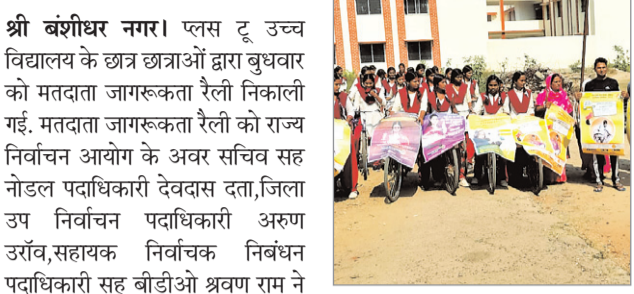 श्री बंशीधर नगर। प्लस टू उच्च
विद्यालय के छात्र छात्राओं द्वारा बुधवार
को मतदाता जागरूकता रैली निकाली
गई. मतदाता जागरूकता रैली को राज्य
निर्वाचन आयोग के अवर सचिव सह
नोडल पदाधिकारी देवदास दता,जिला
उप निर्वाचन पदाधिकारी अरुण
उरॉव,सहायक निर्वाचक निबंधन
पदाधिकारी सह बीडीओ श्रवण राम ने